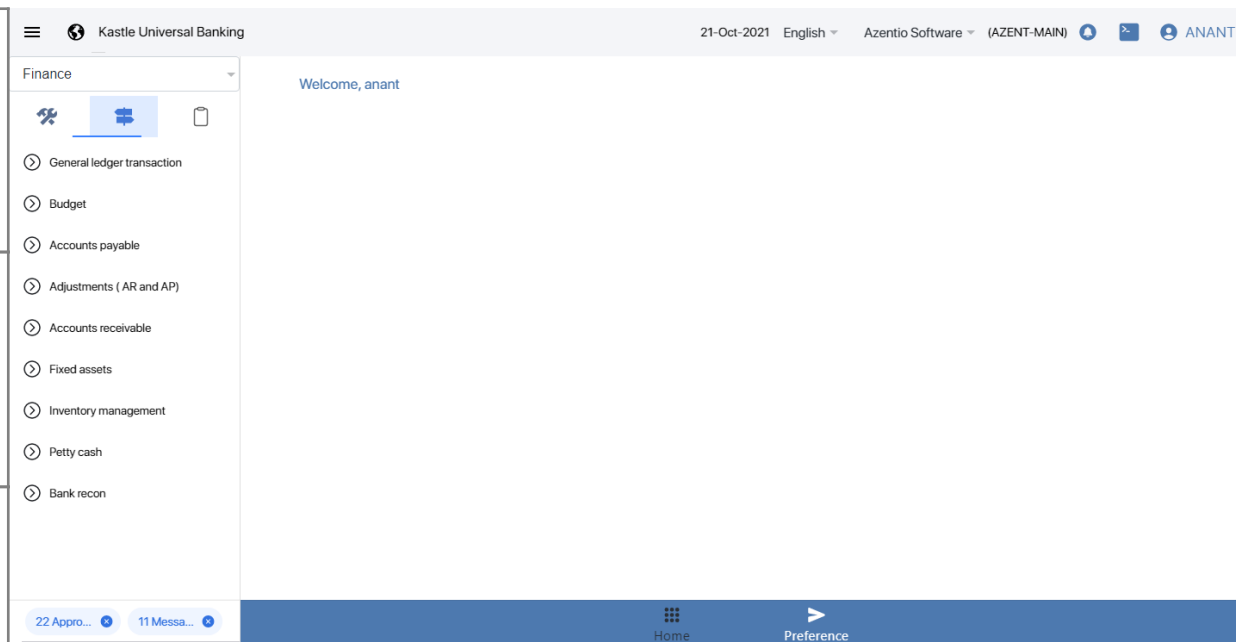 Kastle Universal Banking 21-Oct-2021 English Azentio Software (AZENT-MAIN) ANANT
Finance
Welcome, anant
General ledger transaction
Budget
Accounts payable
Adjustments ( AR and AP)
Accounts receivable
Fixed assets
Inventory management
Petty cash
Bank recon
22 Appro... 11 Messa...
Home Preference